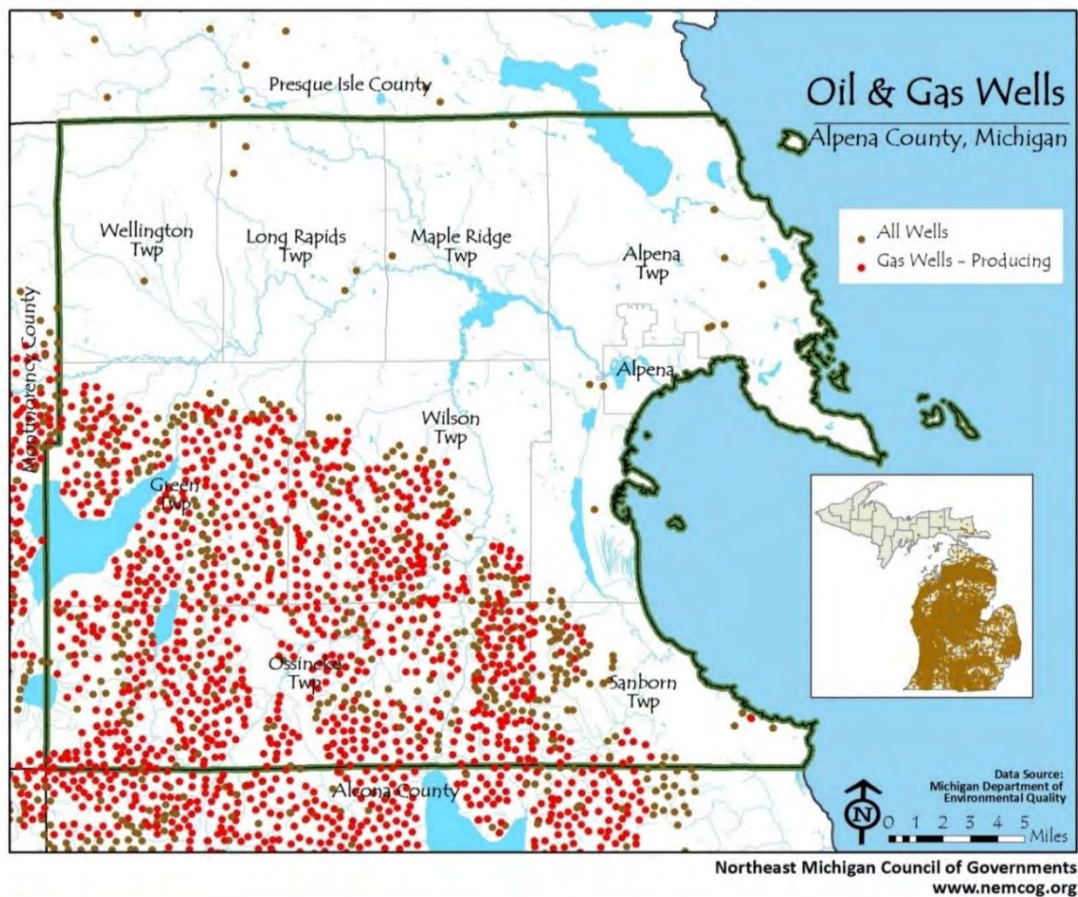 Oil & Gas Wells
Alpena County, Michigan
All Wells
Gas Wells - Producing
Presque Isle County
Wellington
Twp
Long Rapids
Twp
Maple Ridge
Twp
Alpena
Twp
Montmorency County
Alpena
Wilson
Twp
Green
Twp
Ossineke
Twp
Sanborn
Twp
Alcona County
Data Source:
Michigan Department of
Environmental Quality
N
0 1 2 3 4 5
Miles
Northeast Michigan Council of Governments
www.nemcog.org